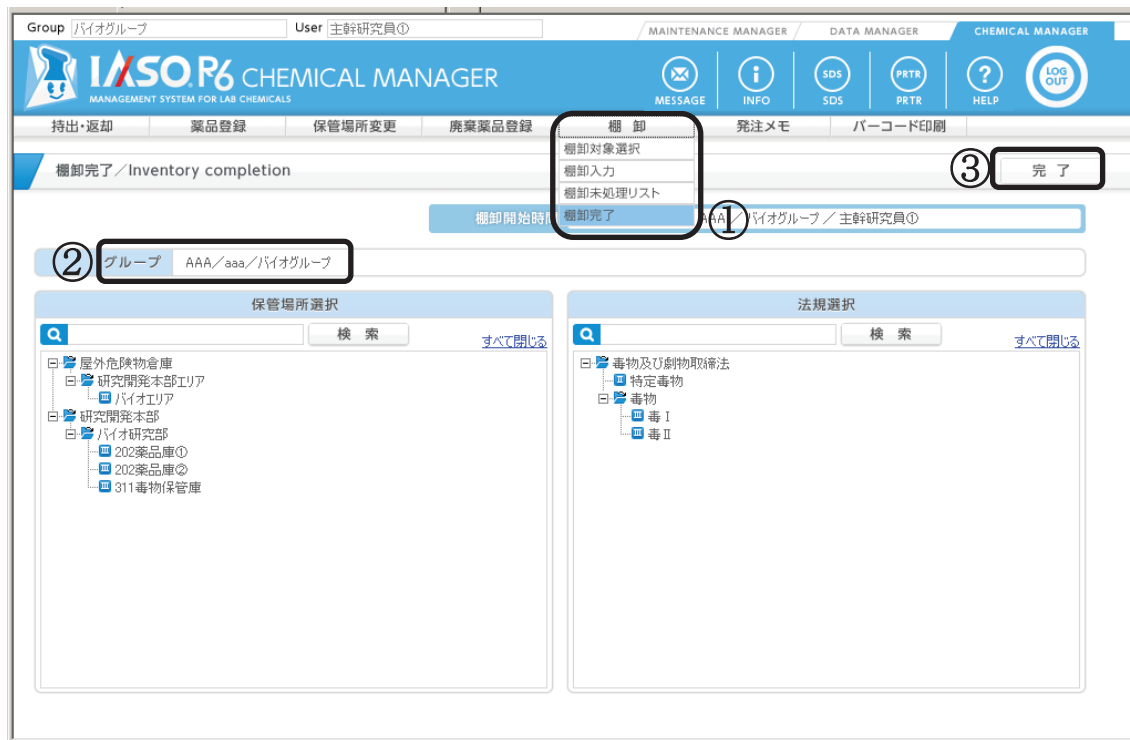 Group バイオグループ User 主幹研究員①
MAINTENANCE MANAGER DATA MANAGER CHEMICAL MANAGER
IASO R6 CHEMICAL MANAGER
MANAGEMENT SYSTEM FOR LAB CHEMICALS
MESSAGE INFO SDS SDS PRTR PRTR ? HELP LOG OUT
持出・返却 薬品登録 保管場所変更 廃棄薬品登録 棚 卸 発注メモ バーコード印刷
棚卸対象選択
棚卸入力
棚卸未処理リスト
棚卸完了
①
棚卸完了／Inventory completion
③ 完 了
棚卸開始時 AAA／バイオグループ／主幹研究員①
② グループ AAA／aaa／バイオグループ
保管場所選択
検 索 すべて閉じる
屋外危険物倉庫
研究開発本部エリア
バイオエリア
研究開発本部
バイオ研究部
202薬品庫①
202薬品庫②
311毒物保管庫
法規選択
検 索 すべて閉じる
毒物及び劇物取締法
特定毒物
毒物
毒Ⅰ
毒Ⅱ